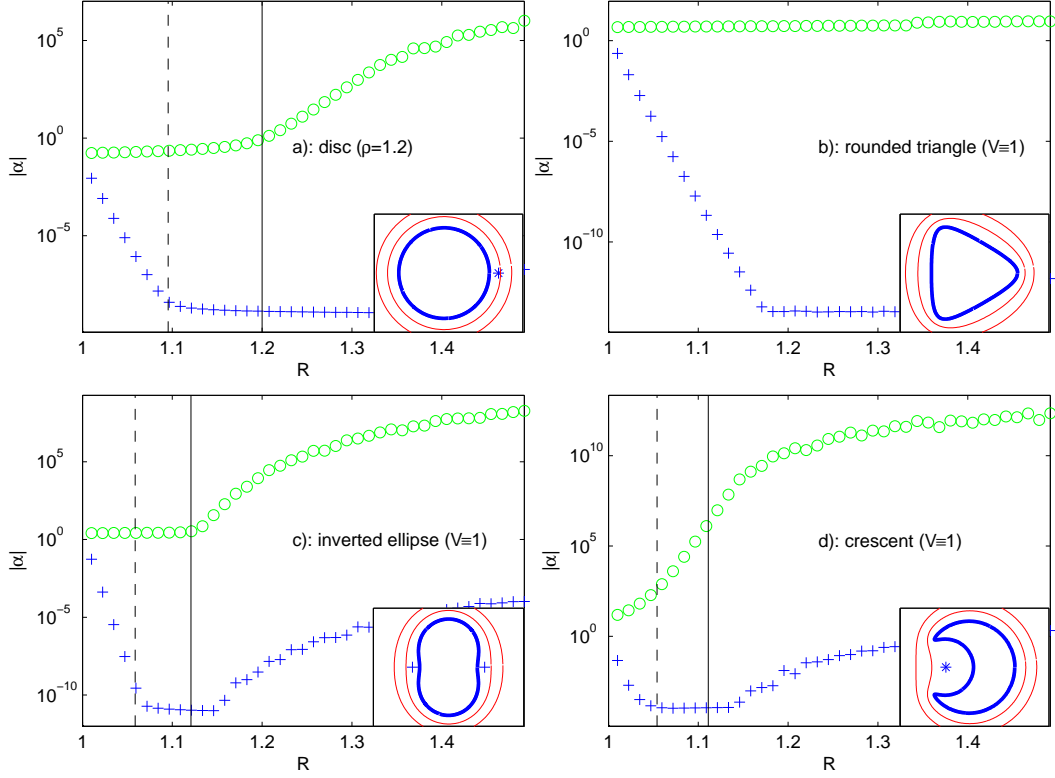 10^5
10^0
10^-5
|α|
a): disc (ρ=1.2)
1
1.1
1.2
1.3
1.4
R
10^0
10^-5
10^-10
|α|
b): rounded triangle (V≡1)
1
1.1
1.2
1.3
1.4
R
10^5
10^0
10^-5
10^-10
|α|
c): inverted ellipse (V≡1)
1
1.1
1.2
1.3
1.4
R
10^10
10^5
10^0
|α|
d): crescent (V≡1)
1
1.1
1.2
1.3
1.4
R